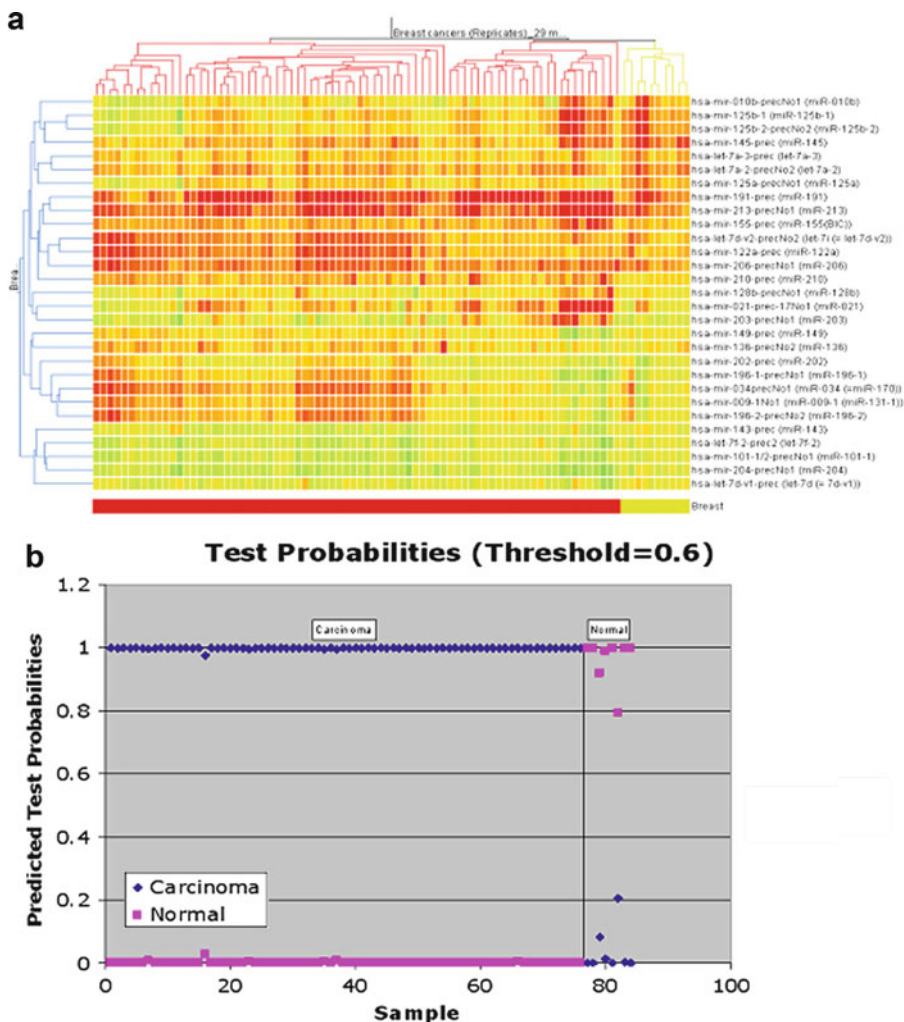 a
Breast cancers (Replicates)_29 m...
Brea
hsa-mir-010b-precNo1 (miR-010b)
hsa-mir-125b-1 (miR-125b-1)
hsa-mir-125b-2-precNo2 (miR-125b-2)
hsa-mir-145-prec (miR-145)
hsa-let-7a-3-prec (let-7a-3)
hsa-let-7a-2-precNo2 (let-7a-2)
hsa-mir-125a-precNo1 (miR-125a)
hsa-mir-191-prec (miR-191)
hsa-mir-213-precNo1 (miR-213)
hsa-mir-155-prec (miR-155(BIC))
hsa-let-7d-v2-precNo2 (let-7i (= let-7d-v2))
hsa-mir-122a-prec (miR-122a)
hsa-mir-206-precNo1 (miR-206)
hsa-mir-210-prec (miR-210)
hsa-mir-128b-precNo1 (miR-128b)
hsa-mir-021-prec-17No1 (miR-021)
hsa-mir-203-precNo1 (miR-203)
hsa-mir-149-prec (miR-149)
hsa-mir-136-precNo2 (miR-136)
hsa-mir-202-prec (miR-202)
hsa-mir-196-1-precNo1 (miR-196-1)
hsa-mir-034precNo1 (miR-034 (=miR-170))
hsa-mir-009-1No1 (miR-009-1 (miR-131-1))
hsa-mir-196-2-precNo2 (miR-196-2)
hsa-mir-143-prec (miR-143)
hsa-let-7f-2-prec2 (let-7f-2)
hsa-mir-101-1/2-precNo1 (miR-101-1)
hsa-mir-204-precNo1 (miR-204)
hsa-let-7d-v1-prec (let-7d (= 7d-v1))
Breast
b
Test Probabilities (Threshold=0.6)
Predicted Test Probabilities
1.2
1
0.8
0.6
0.4
0.2
0
Carcinoma
Normal
Carcinoma
Normal
0 20 40 60 80 100
Sample